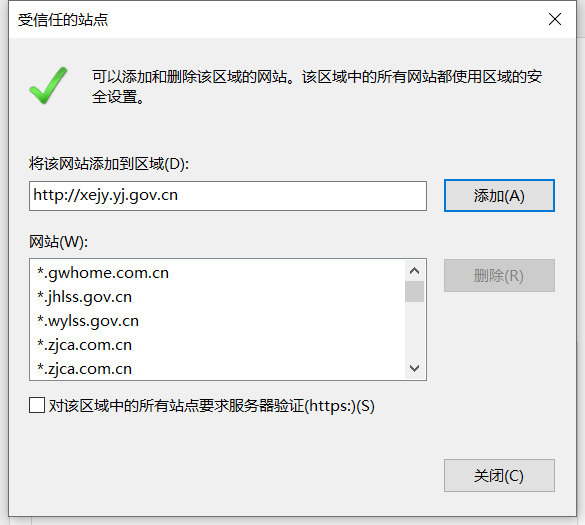 受信任的站点
可以添加和删除该区域的网站。该区域中的所有网站都使用区域的安
全设置。
将该网站添加到区域(D):
http://xejy.yj.gov.cn
添加(A)
网站(W):
*.gwhome.com.cn
*.jhlss.gov.cn
*.wylss.gov.cn
*.zjca.com.cn
*.zjca.com.cn
删除(R)
对该区域中的所有站点要求服务器验证(https:)(S)
关闭(C)